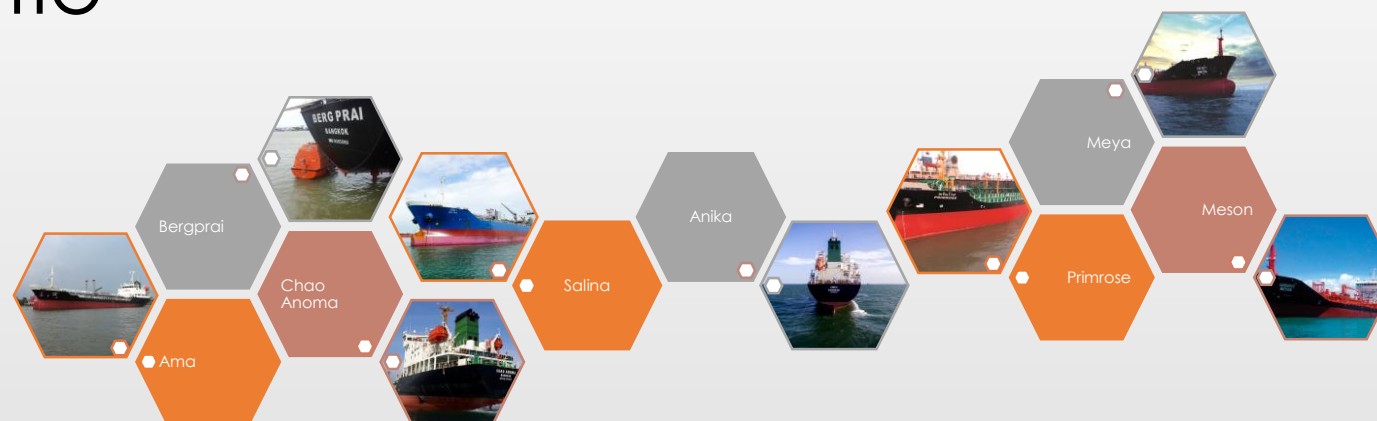 BERG PRAI
BANGKOK
Bergprai
Chao
Anoma
Ama
Salina
Anika
Meya
Primrose
Meson